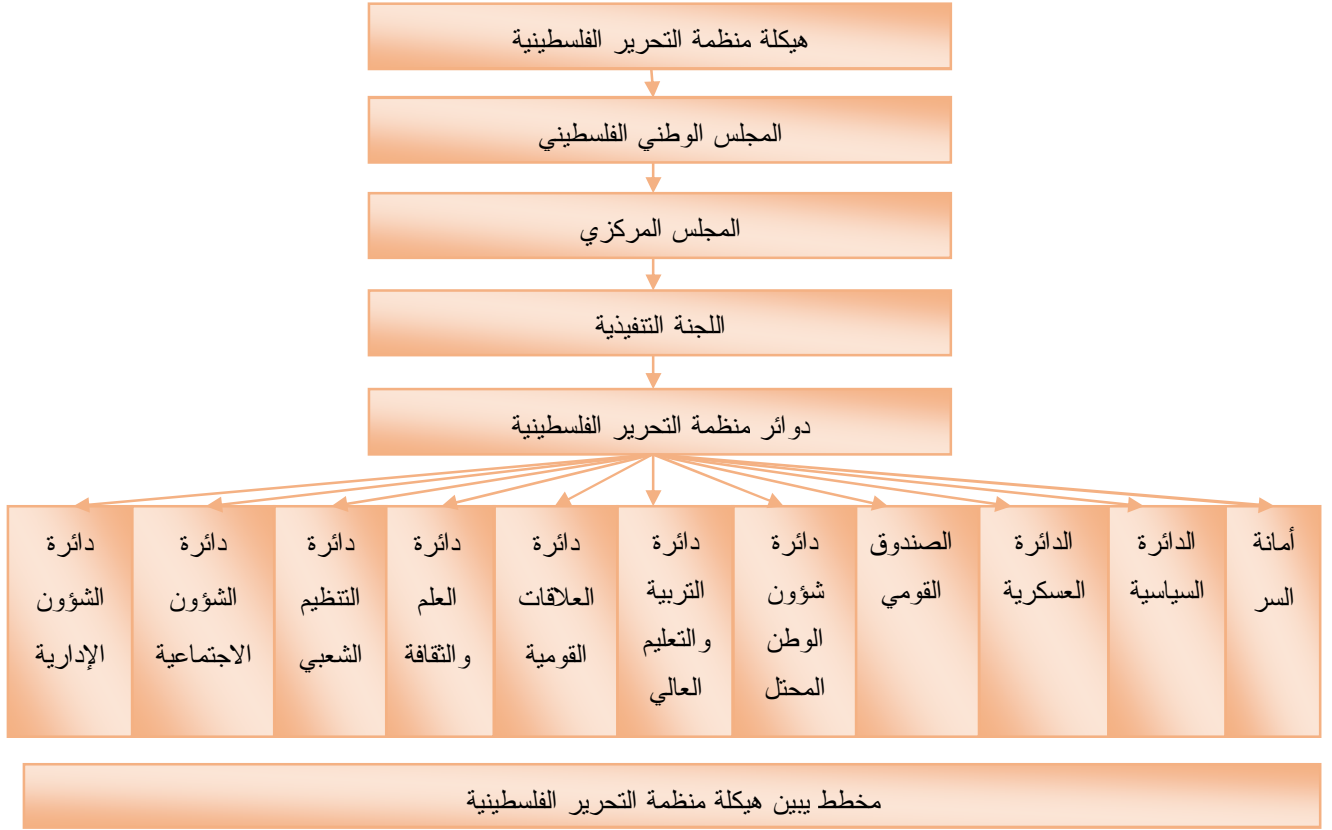 هيكلة منظمة التحرير الفلسطينية
المجلس الوطني الفلسطيني
المجلس المركزي
اللجنة التنفيذية
دوائر منظمة التحرير الفلسطينية
أمانة
السر
الدائرة
السياسية
الدائرة
العسكرية
الصندوق
القومي
دائرة
شؤون
الوطن
المحتل
دائرة
التربية
والتعليم
العالي
دائرة
العلاقات
القومية
دائرة
العلم
والثقافة
دائرة
التنظيم
الشعبي
دائرة
الشؤون
الاجتماعية
دائرة
الشؤون
الإدارية
مخطط يبين هيكلة منظمة التحرير الفلسطينية